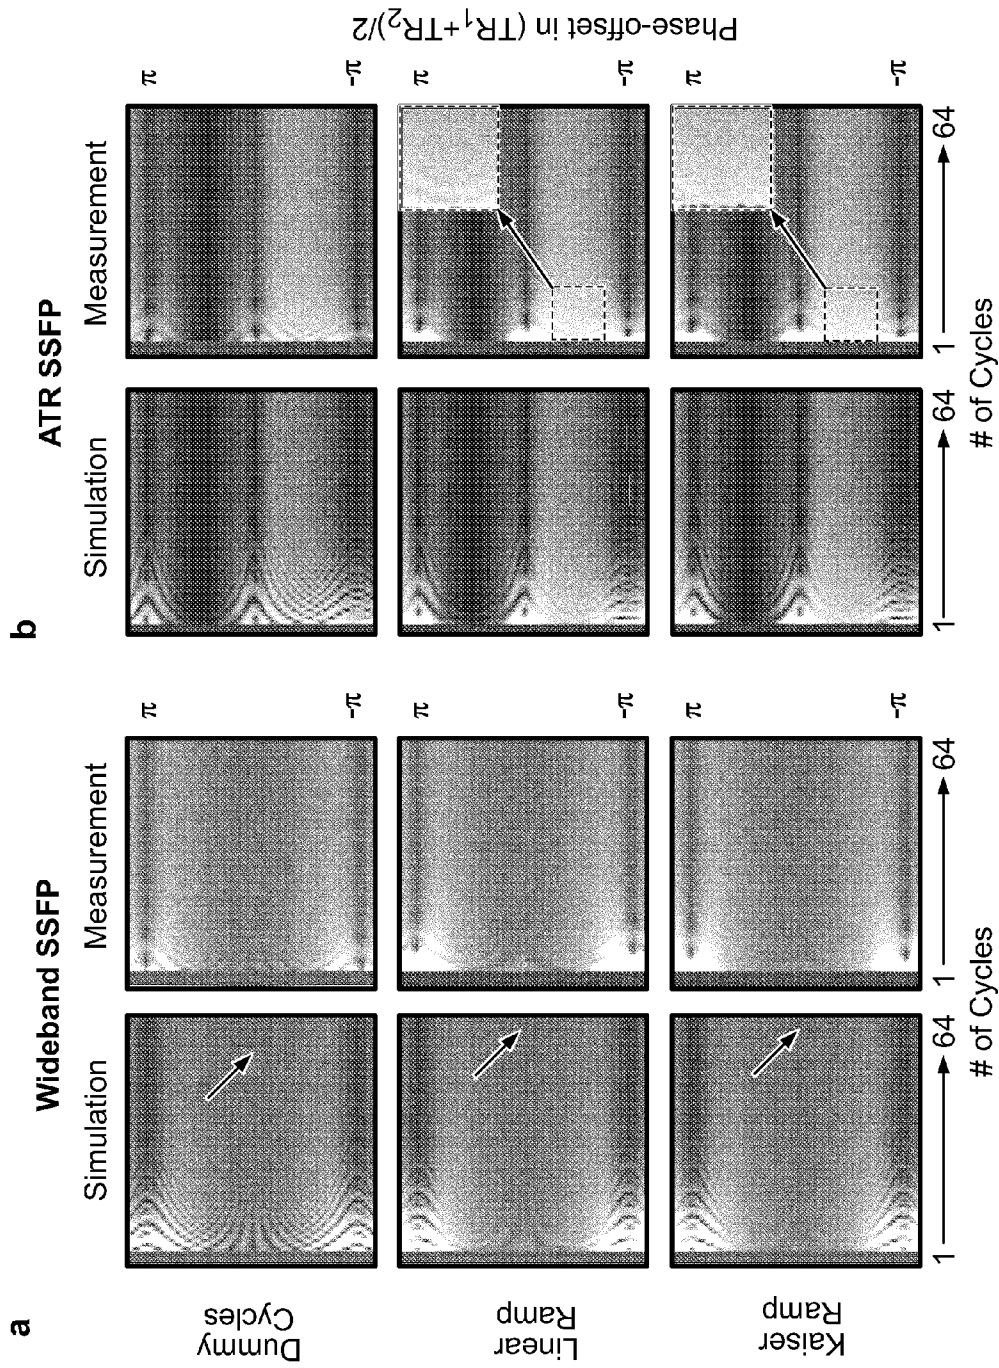 a
Wideband SSFP
Simulation
Measurement
Dummy
Cycles
π
-π
Linear
Ramp
π
-π
Kaiser
Ramp
π
-π
1
64
1
64
# of Cycles
b
ATR SSFP
Simulation
Measurement
π
-π
π
-π
π
-π
Phase-offset in (TR1+TR2)/2
1
64
1
64
# of Cycles